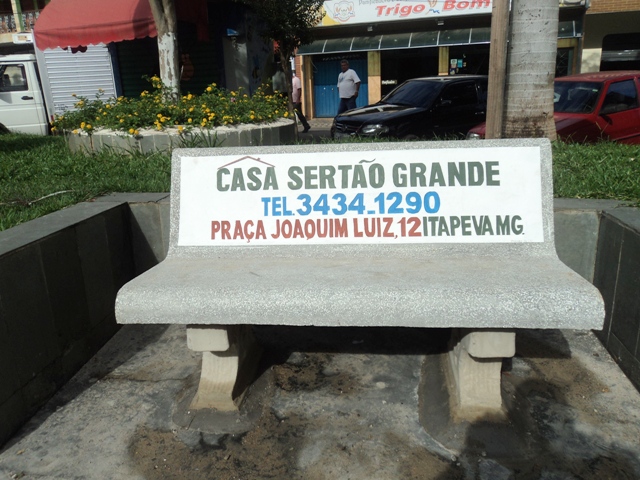 Trigo Bom
CASA SERTÃO GRANDE
TEL. 3434-1290
PRAÇA JOAQUIM LUIZ, 12 ITAPEVA MG